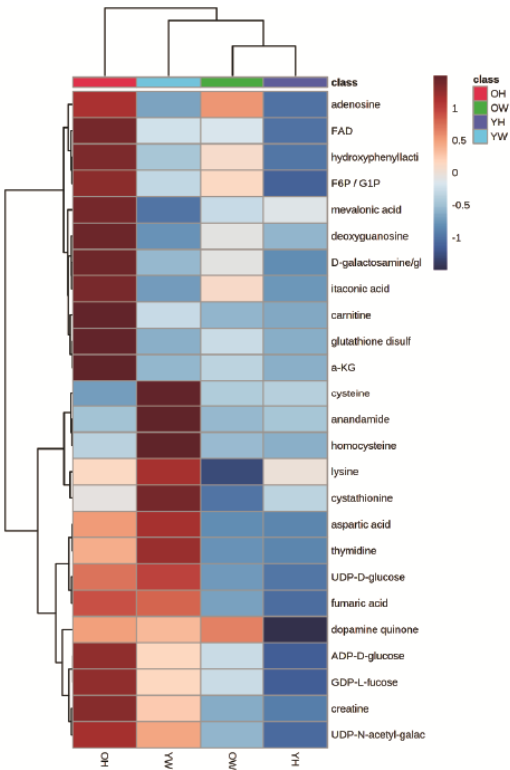 class
adenosine
FAD
hydroxyphenyllacti
F6P / G1P
mevalonic acid
deoxyguanosine
D-galactosamine/gl
itaconic acid
carnitine
glutathione disulf
a-KG
cysteine
anandamide
homocysteine
lysine
cystathionine
aspartic acid
thymidine
UDP-D-glucose
fumaric acid
dopamine quinone
ADP-D-glucose
GDP-L-fucose
creatine
UDP-N-acetyl-galac
OH
YW
OW
YH
1
0.5
0
-0.5
-1
class
OH
OW
YH
YW